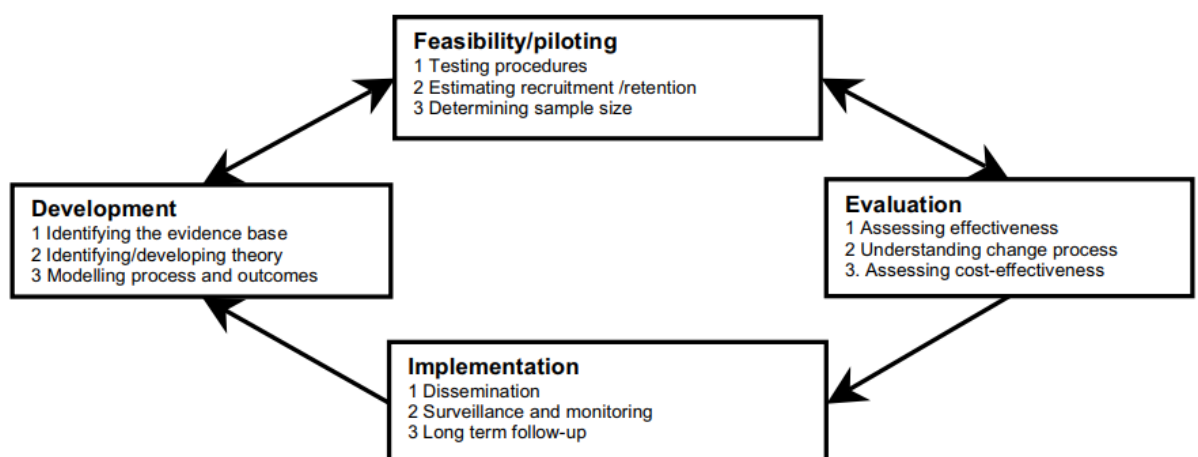 Feasibility/piloting
1 Testing procedures
2 Estimating recruitment /retention
3 Determining sample size
Development
1 Identifying the evidence base
2 Identifying/developing theory
3 Modelling process and outcomes
Evaluation
1 Assessing effectiveness
2 Understanding change process
3. Assessing cost-effectiveness
Implementation
1 Dissemination
2 Surveillance and monitoring
3 Long term follow-up